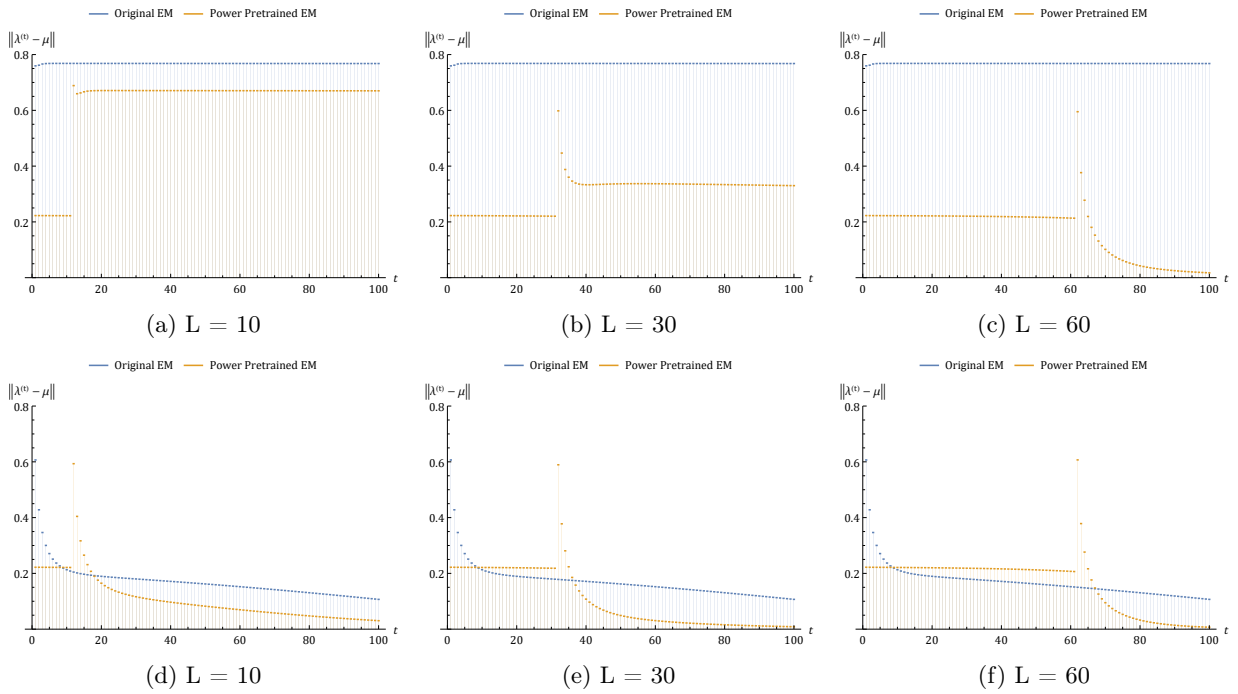 Original EM Power Pretrained EM
‖λ⁽ᵗ⁾ − μ‖
0.8
0.6
0.4
0.2
0 20 40 60 80 100 t
(a) L = 10
Original EM Power Pretrained EM
‖λ⁽ᵗ⁾ − μ‖
0.8
0.6
0.4
0.2
0 20 40 60 80 100 t
(b) L = 30
Original EM Power Pretrained EM
‖λ⁽ᵗ⁾ − μ‖
0.8
0.6
0.4
0.2
0 20 40 60 80 100 t
(c) L = 60
Original EM Power Pretrained EM
‖λ⁽ᵗ⁾ − μ‖
0.8
0.6
0.4
0.2
0 20 40 60 80 100 t
(d) L = 10
Original EM Power Pretrained EM
‖λ⁽ᵗ⁾ − μ‖
0.8
0.6
0.4
0.2
0 20 40 60 80 100 t
(e) L = 30
Original EM Power Pretrained EM
‖λ⁽ᵗ⁾ − μ‖
0.8
0.6
0.4
0.2
0 20 40 60 80 100 t
(f) L = 60